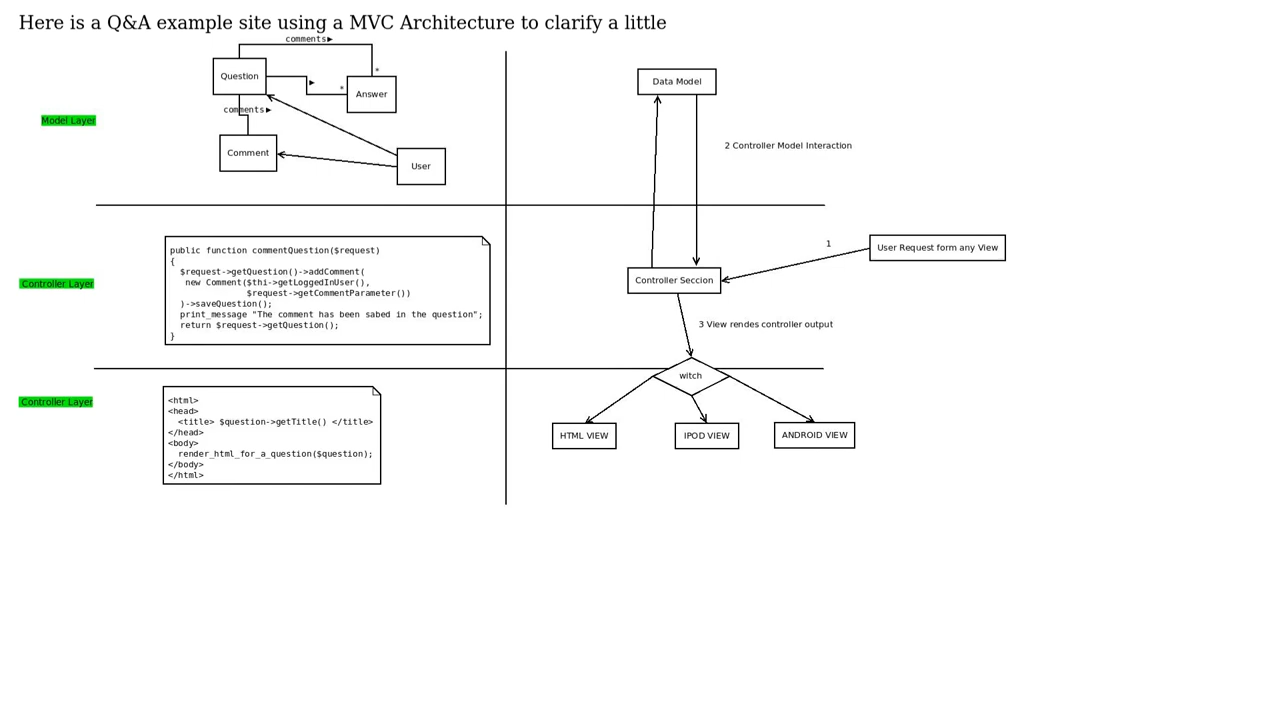 Here is a Q&A example site using a MVC Architecture to clarify a little
comments▶
Question
▶
*
*
Answer
comments▶
Comment
User
Model Layer
Data Model
2 Controller Model Interaction
Controller Layer
public function commentQuestion($request)
{
  $request->getQuestion()->addComment(
   new Comment($thi->getLoggedInUser(),
               $request->getCommentParameter())
  )->saveQuestion();
  print_message "The comment has been sabed in the question";
  return $request->getQuestion();
}
1
User Request form any View
Controller Seccion
3 View rendes controller output
Controller Layer
<html>
<head>
  <title> $question->getTitle() </title>
</head>
<body>
  render_html_for_a_question($question);
</body>
</html>
witch
HTML VIEW
IPOD VIEW
ANDROID VIEW